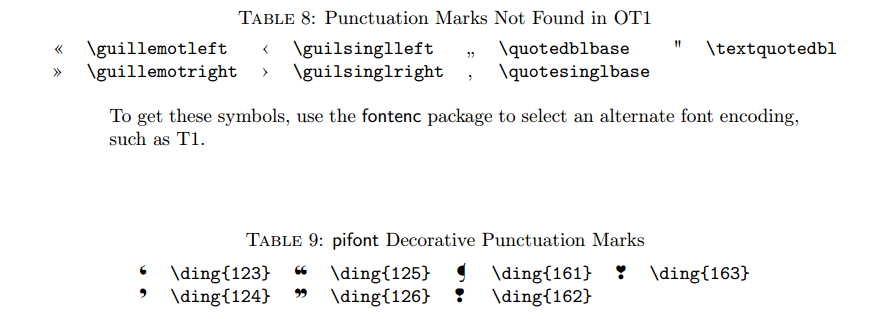 TABLE 8: Punctuation Marks Not Found in OT1
« \guillemotleft ‹ \guilsinglleft „ \quotedblbase " \textquotedbl
» \guillemotright › \guilsinglright ‚ \quotesinglbase
To get these symbols, use the fontenc package to select an alternate font encoding,
such as T1.
TABLE 9: pifont Decorative Punctuation Marks
❛ \ding{123} ❝ \ding{125} ❡ \ding{161} ❣ \ding{163}
❜ \ding{124} ❞ \ding{126} ❢ \ding{162}